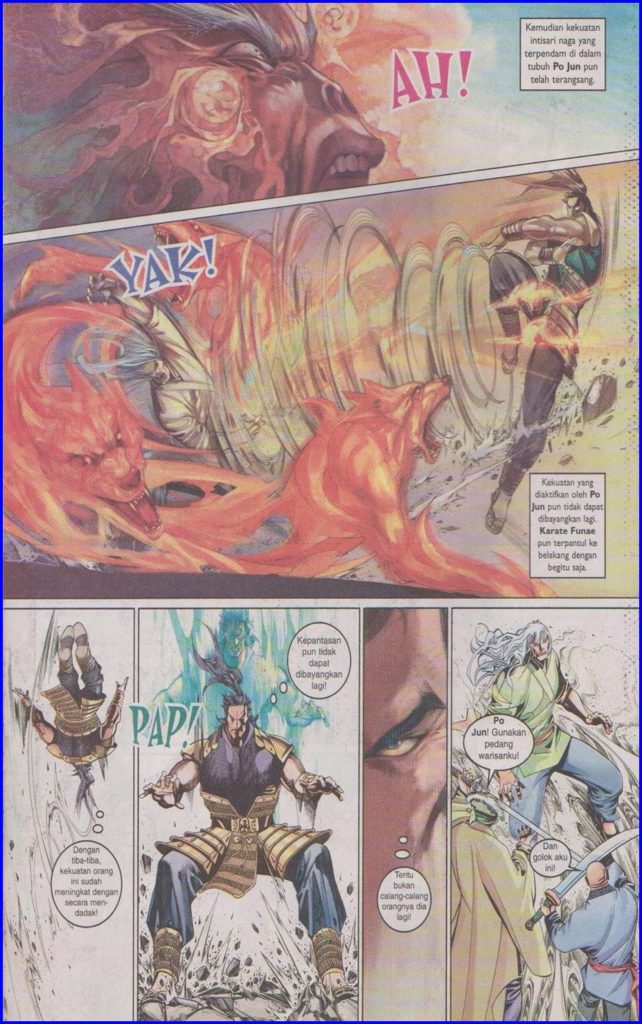 Kemudian kekuatan
intisari naga yang
terpendam di dalam
tubuh Po Jun pun
telah terangsang.
AH!
YAK!
Kekuatan yang
diaktifkan oleh Po
Jun pun tidak dapat
dibayangkan lagi.
Karate Funae
pun terpantul ke
belakang dengan
begitu saja.
Dengan
tiba-tiba,
kekuatan orang
ini sudah
meningkat dengan
secara men-
dadak!
PAP!
Kepantasan
pun tidak
dapat
dibayangkan
lagi!
Tentu
bukan
calang-calang
orangnya dia
lagi!
Po
Jun! Gunakan
pedang
warisanku!
Dan
golok aku
ini!